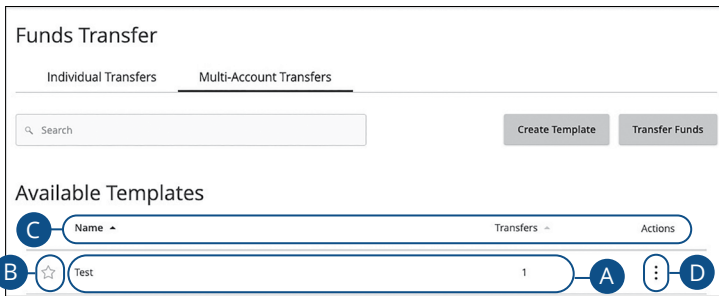 Funds Transfer
Individual Transfers Multi-Account Transfers
Search Create Template Transfer Funds
Available Templates
C Name Transfers Actions
B Test 1 A D